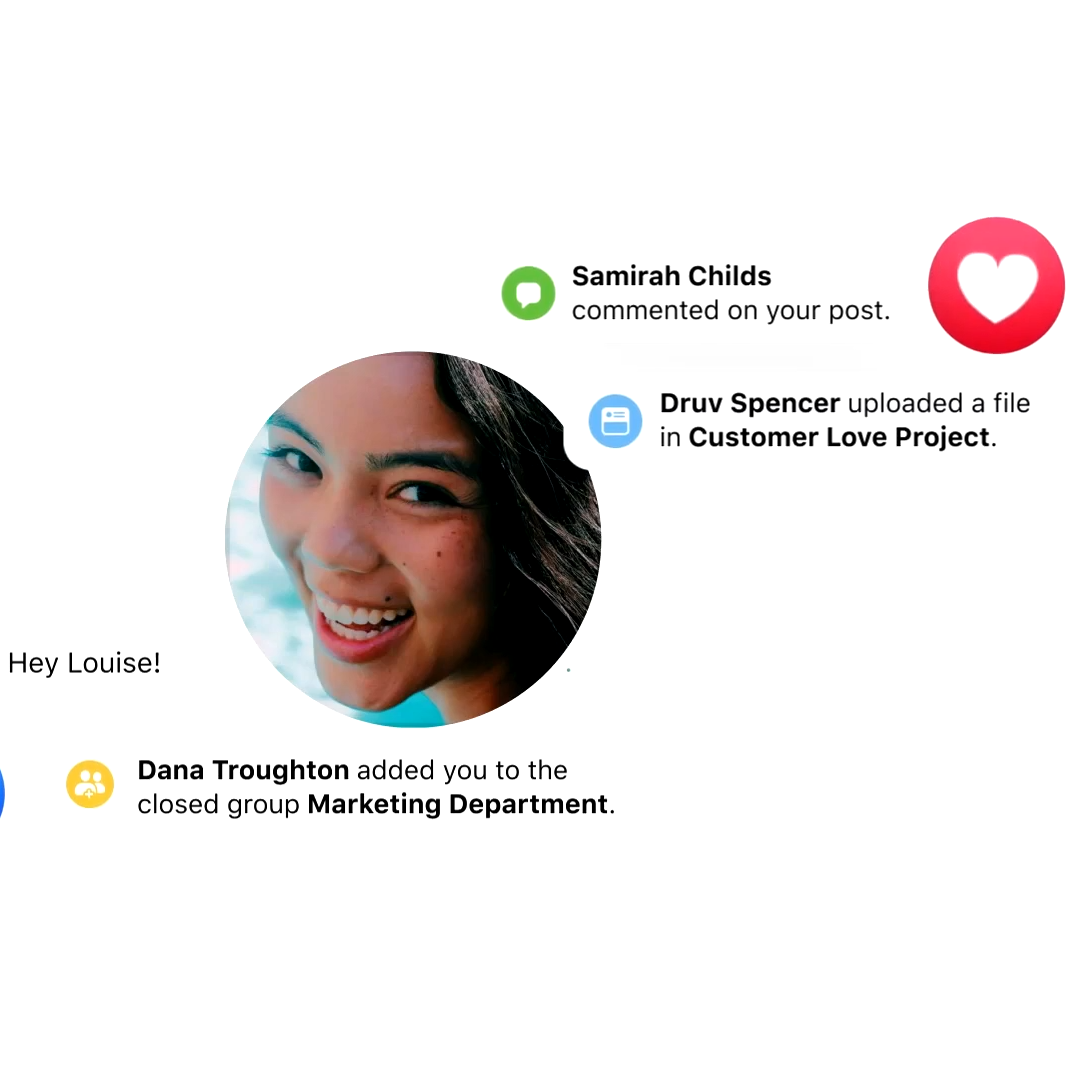 Samirah Childs
commented on your post.
Druv Spencer uploaded a file
in Customer Love Project.
Hey Louise!
Dana Troughton added you to the
closed group Marketing Department.